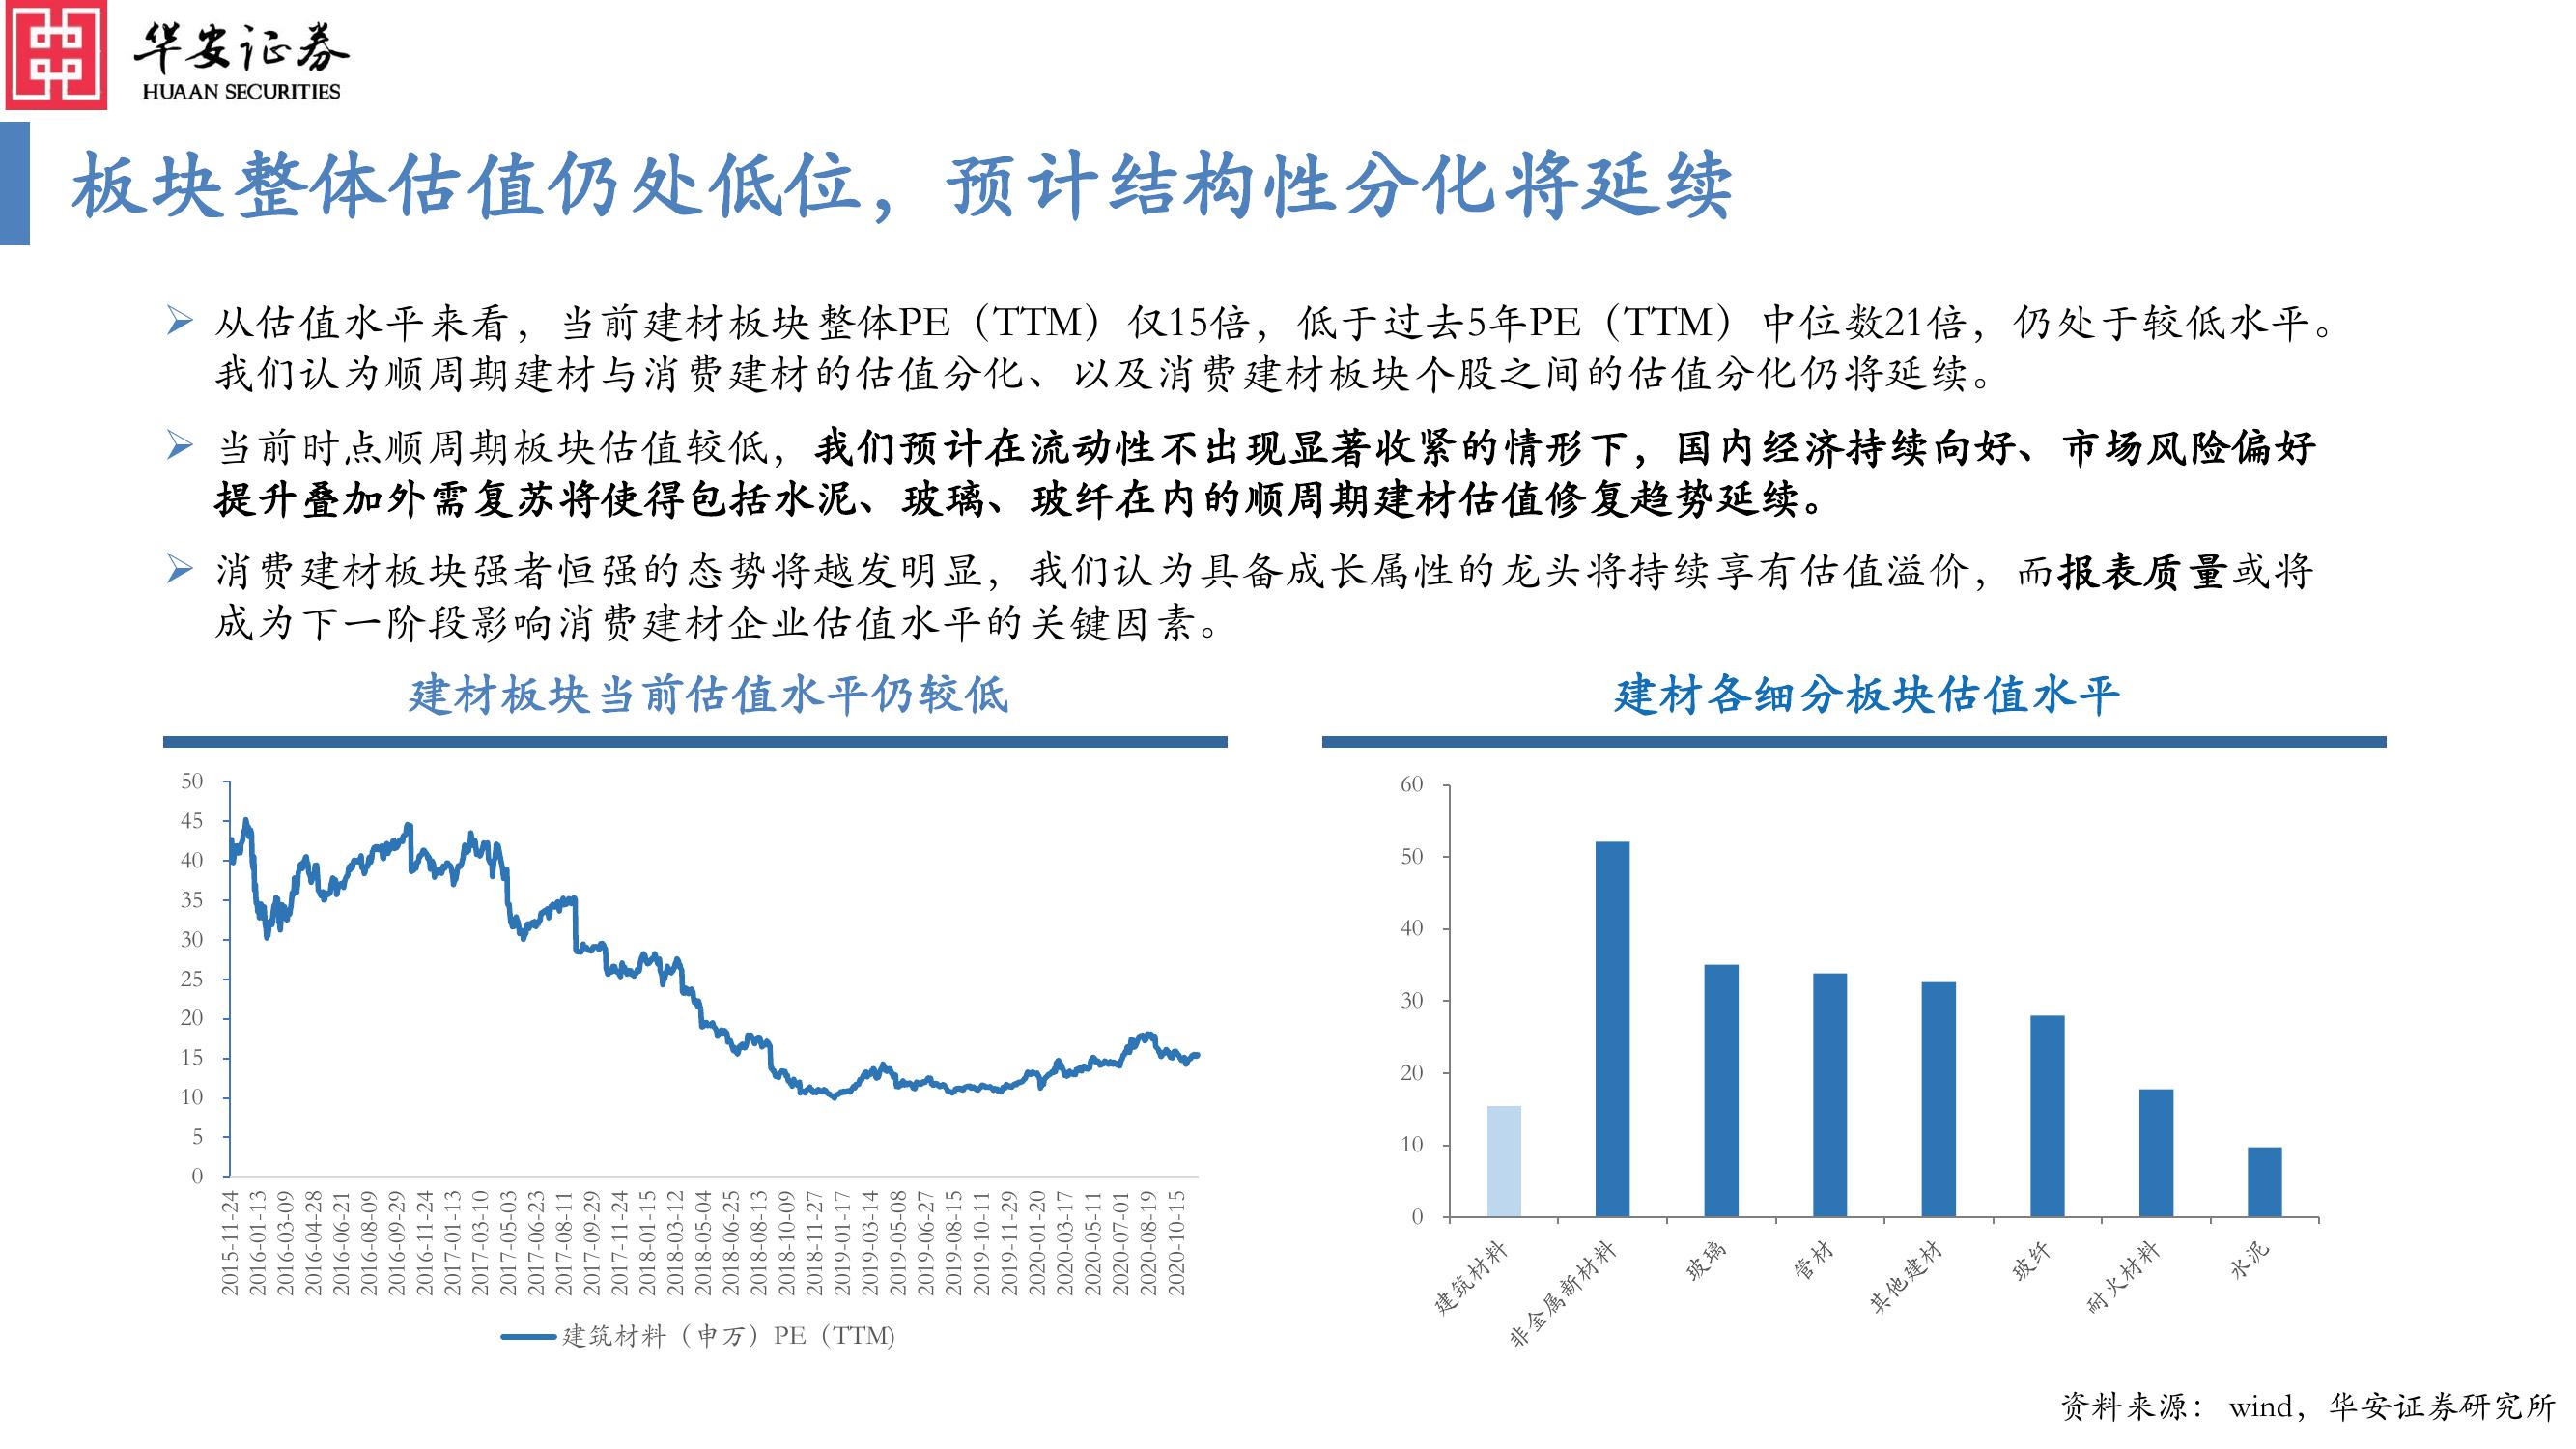 华安证券
HUAAN SECURITIES
板块整体估值仍处低位，预计结构性分化将延续
从估值水平来看，当前建材板块整体PE（TTM）仅15倍，低于过去5年PE（TTM）中位数21倍，仍处于较低水平。
我们认为顺周期建材与消费建材的估值分化、以及消费建材板块个股之间的估值分化仍将延续。
当前时点顺周期板块估值较低，我们预计在流动性不出现显著收紧的情形下，国内经济持续向好、市场风险偏好
提升叠加外需复苏将使得包括水泥、玻璃、玻纤在内的顺周期建材估值修复趋势延续。
消费建材板块强者恒强的态势将越发明显，我们认为具备成长属性的龙头将持续享有估值溢价，而报表质量或将
成为下一阶段影响消费建材企业估值水平的关键因素。
建材板块当前估值水平仍较低
50
45
40
35
30
25
20
15
10
5
0
2015-11-24
2016-01-13
2016-03-09
2016-04-28
2016-06-21
2016-08-09
2016-09-29
2016-11-24
2017-01-13
2017-03-10
2017-05-03
2017-06-23
2017-08-11
2017-09-29
2017-11-24
2018-01-15
2018-03-12
2018-05-04
2018-06-25
2018-08-13
2018-10-09
2018-11-27
2019-01-17
2019-03-14
2019-05-08
2019-06-27
2019-08-15
2019-10-11
2019-11-29
2020-01-20
2020-03-17
2020-05-11
2020-07-01
2020-08-19
2020-10-15
建筑材料（申万）PE（TTM)
建材各细分板块估值水平
60
50
40
30
20
10
0
建筑材料
非金属新材料
玻璃
管材
其他建材
玻纤
耐火材料
水泥
资料来源： wind，华安证券研究所